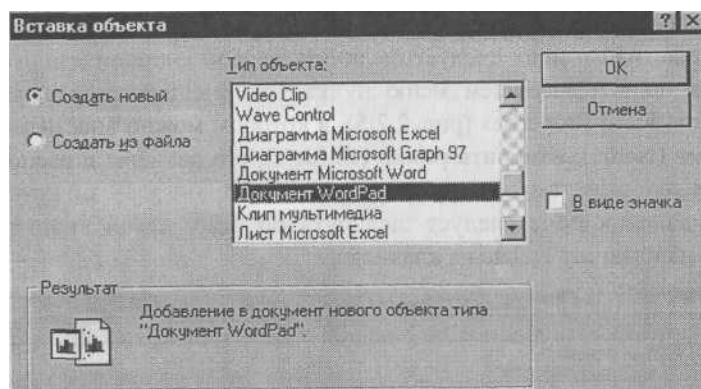 Вставка объекта
Тип объекта:
Создать новый
Создать из файла
Video Clip
Wave Control
Диаграмма Microsoft Excel
Диаграмма Microsoft Graph 97
Документ Microsoft Word
Документ WordPad
Клип мультимедиа
Лист Microsoft Excel
OK
Отмена
В виде значка
Результат
Добавление в документ нового объекта типа
"Документ WordPad".